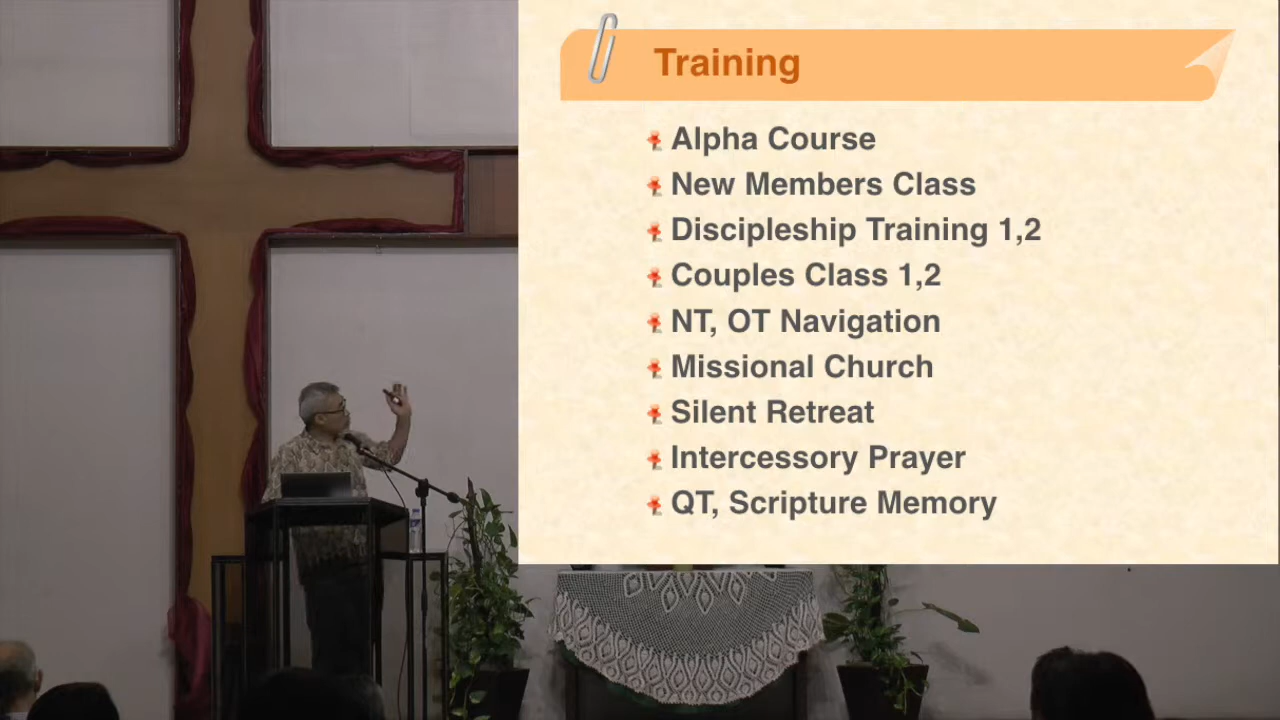 Training
Alpha Course
New Members Class
Discipleship Training 1,2
Couples Class 1,2
NT, OT Navigation
Missional Church
Silent Retreat
Intercessory Prayer
QT, Scripture Memory